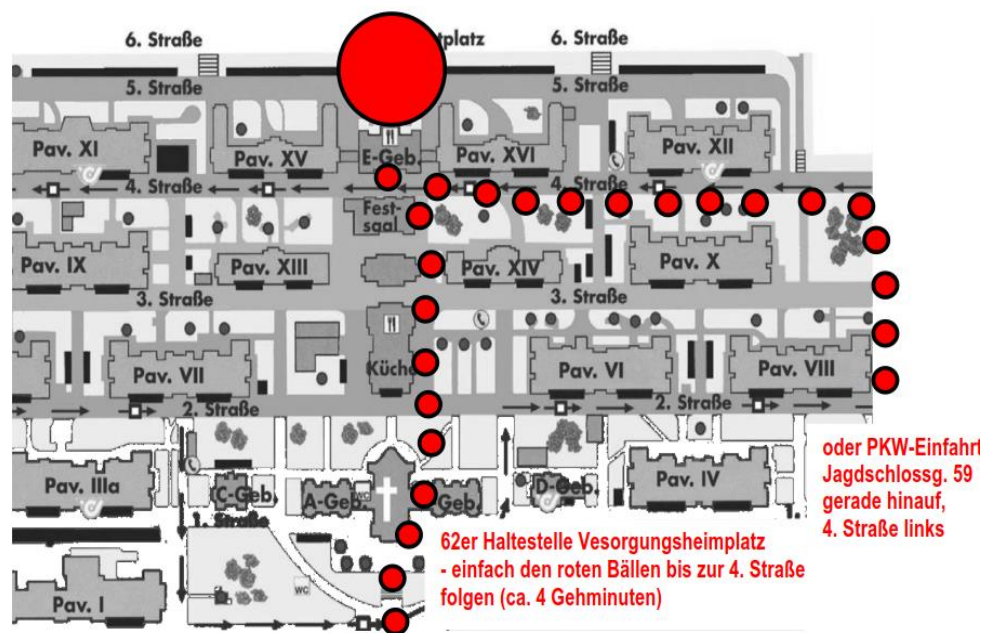 6. Straße
tplatz
6. Straße
5. Straße
5. Straße
Pav. XI
Pav. XV
E-Geb.
Pav. XVI
Pav. XII
4. Straße
4. Straße
Fest-
saal
Pav. IX
Pav. XIII
Pav. XIV
Pav. X
3. Straße
3. Straße
Pav. VII
Küche
Pav. VI
Pav. VIII
2. Straße
2. Straße
oder PKW-Einfahrt
Jagdschlossg. 59
gerade hinauf,
4. Straße links
Pav. IIIa
C-Geb.
A-Geb.
WC
Geb.
D-Geb.
Pav. IV
1. Straße
1.
62er Haltestelle Vesorgungsheimplatz
- einfach den roten Bällen bis zur 4. Straße
folgen (ca. 4 Gehminuten)
WC
Pav. I